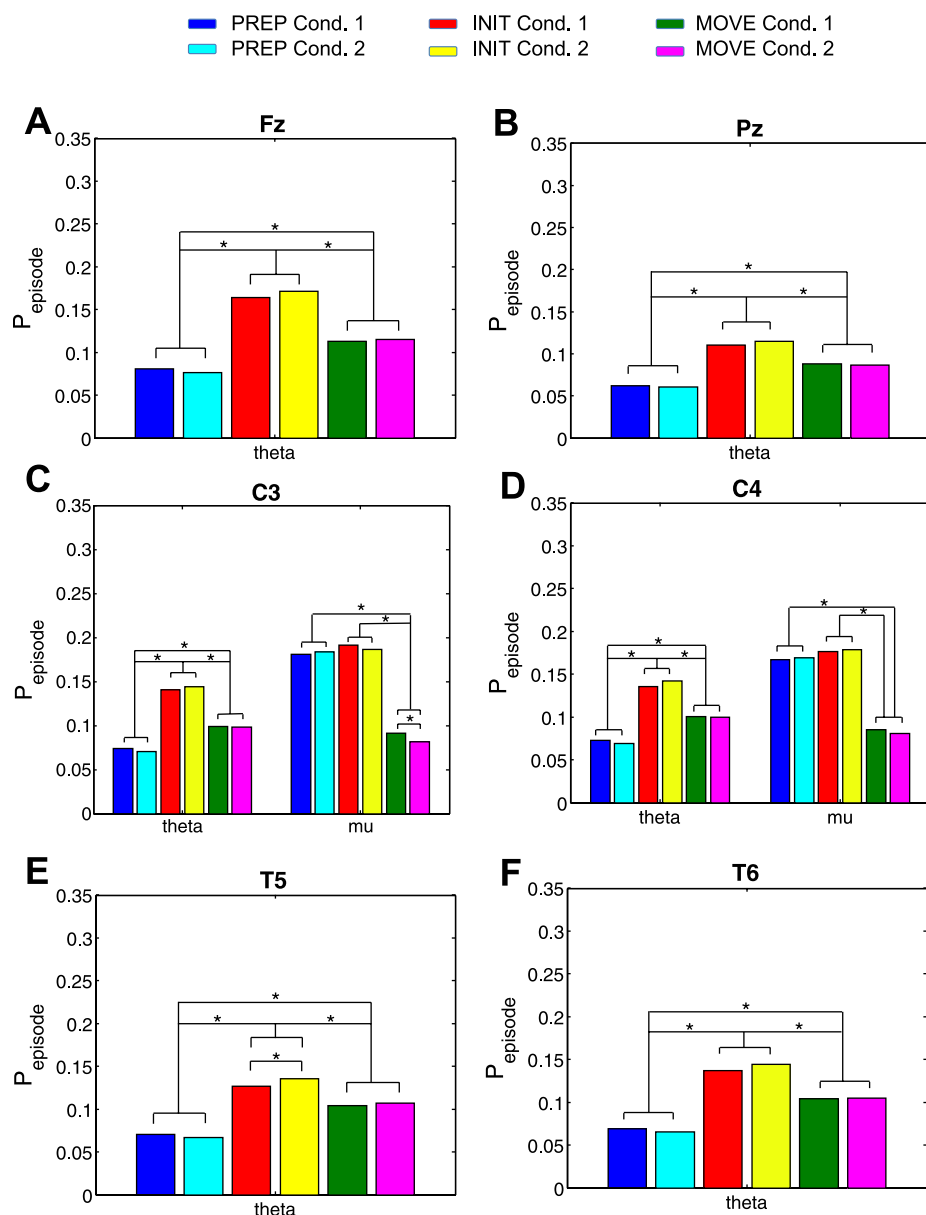 PREP Cond. 1 INIT Cond. 1 MOVE Cond. 1
PREP Cond. 2 INIT Cond. 2 MOVE Cond. 2
A
Fz
0.35
0.3
0.25
0.2
0.15
0.1
0.05
0
P episode
* * *
theta
B
Pz
0.35
0.3
0.25
0.2
0.15
0.1
0.05
0
P episode
* * *
theta
C
C3
0.35
0.3
0.25
0.2
0.15
0.1
0.05
0
P episode
* * * * * *
theta mu
D
C4
0.35
0.3
0.25
0.2
0.15
0.1
0.05
0
P episode
* * * * *
theta mu
E
T5
0.35
0.3
0.25
0.2
0.15
0.1
0.05
0
P episode
* * * *
theta
F
T6
0.35
0.3
0.25
0.2
0.15
0.1
0.05
0
P episode
* * *
theta